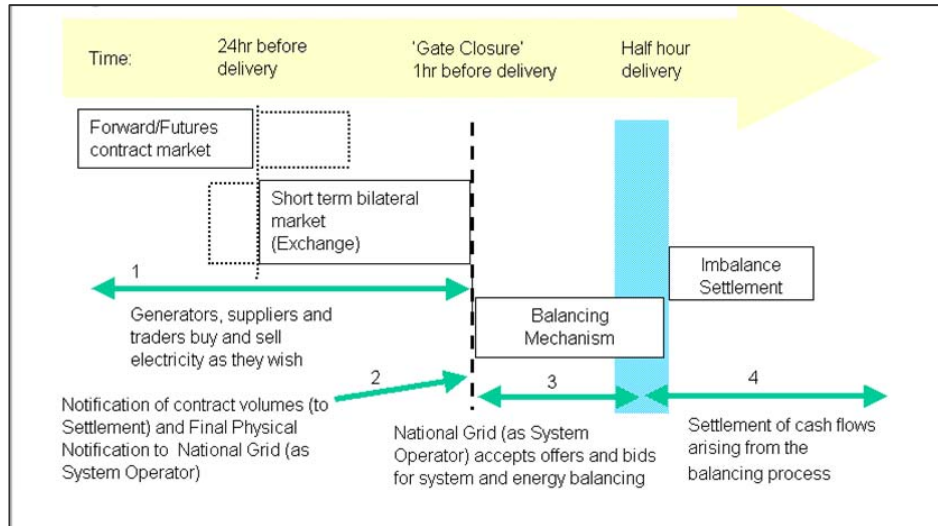 Time:
24hr before
delivery
'Gate Closure'
1hr before delivery
Half hour
delivery
Forward/Futures
contract market
Short term bilateral
market
(Exchange)
Imbalance
Settlement
1
Generators, suppliers and
traders buy and sell
electricity as they wish
Balancing
Mechanism
2
3
4
Notification of contract volumes (to
Settlement) and Final Physical
Notification to National Grid (as
System Operator)
National Grid (as System
Operator) accepts offers and bids
for system and energy balancing
Settlement of cash flows
arising from the
balancing process